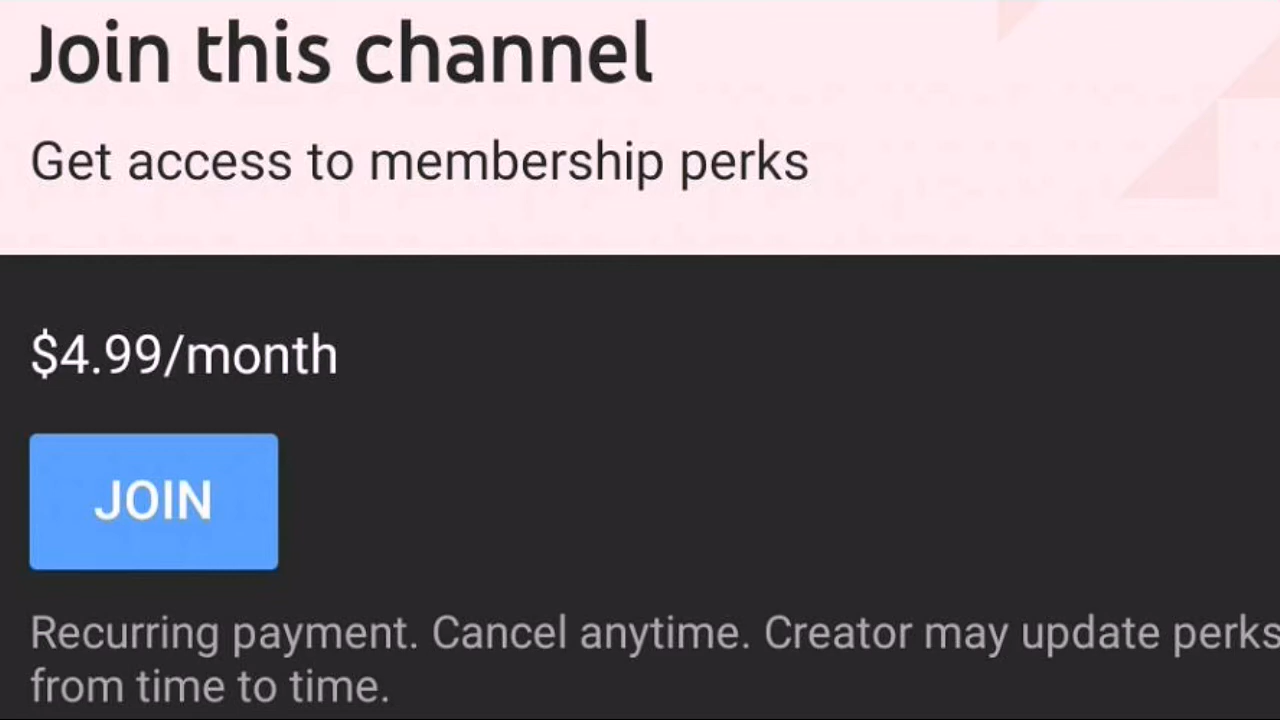 Join this channel
Get access to membership perks
$4.99/month
JOIN
Recurring payment. Cancel anytime. Creator may update perks
from time to time.